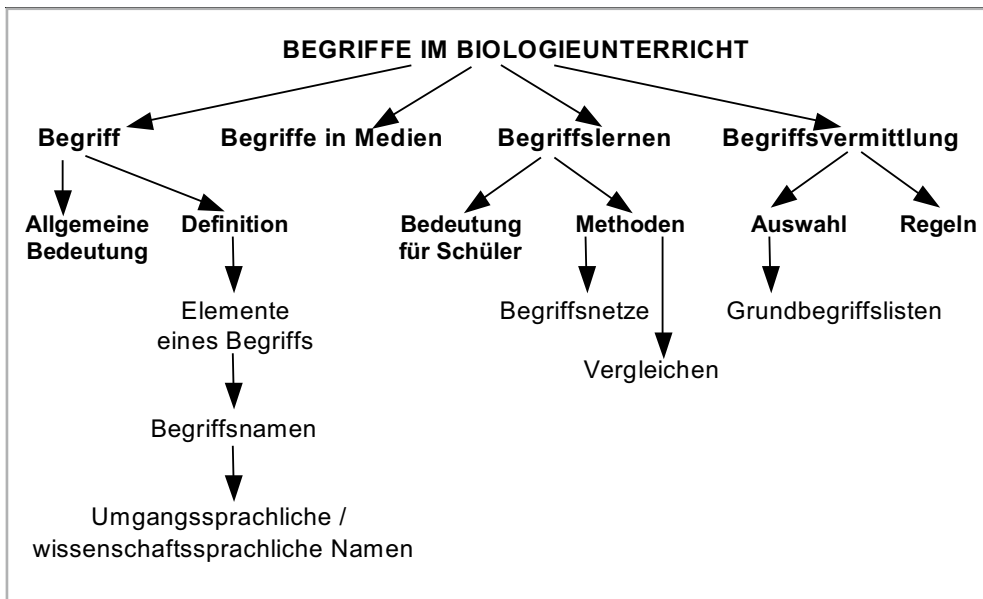 BEGRIFFE IM BIOLOGIEUNTERRICHT
Begriff
Begriffe in Medien
Begriffslernen
Begriffsvermittlung
Allgemeine
Bedeutung
Definition
Bedeutung
für Schüler
Methoden
Auswahl
Regeln
Elemente
eines Begriffs
Begriffsnetze
Grundbegriffslisten
Vergleichen
Begriffsnamen
Umgangssprachliche /
wissenschaftssprachliche Namen